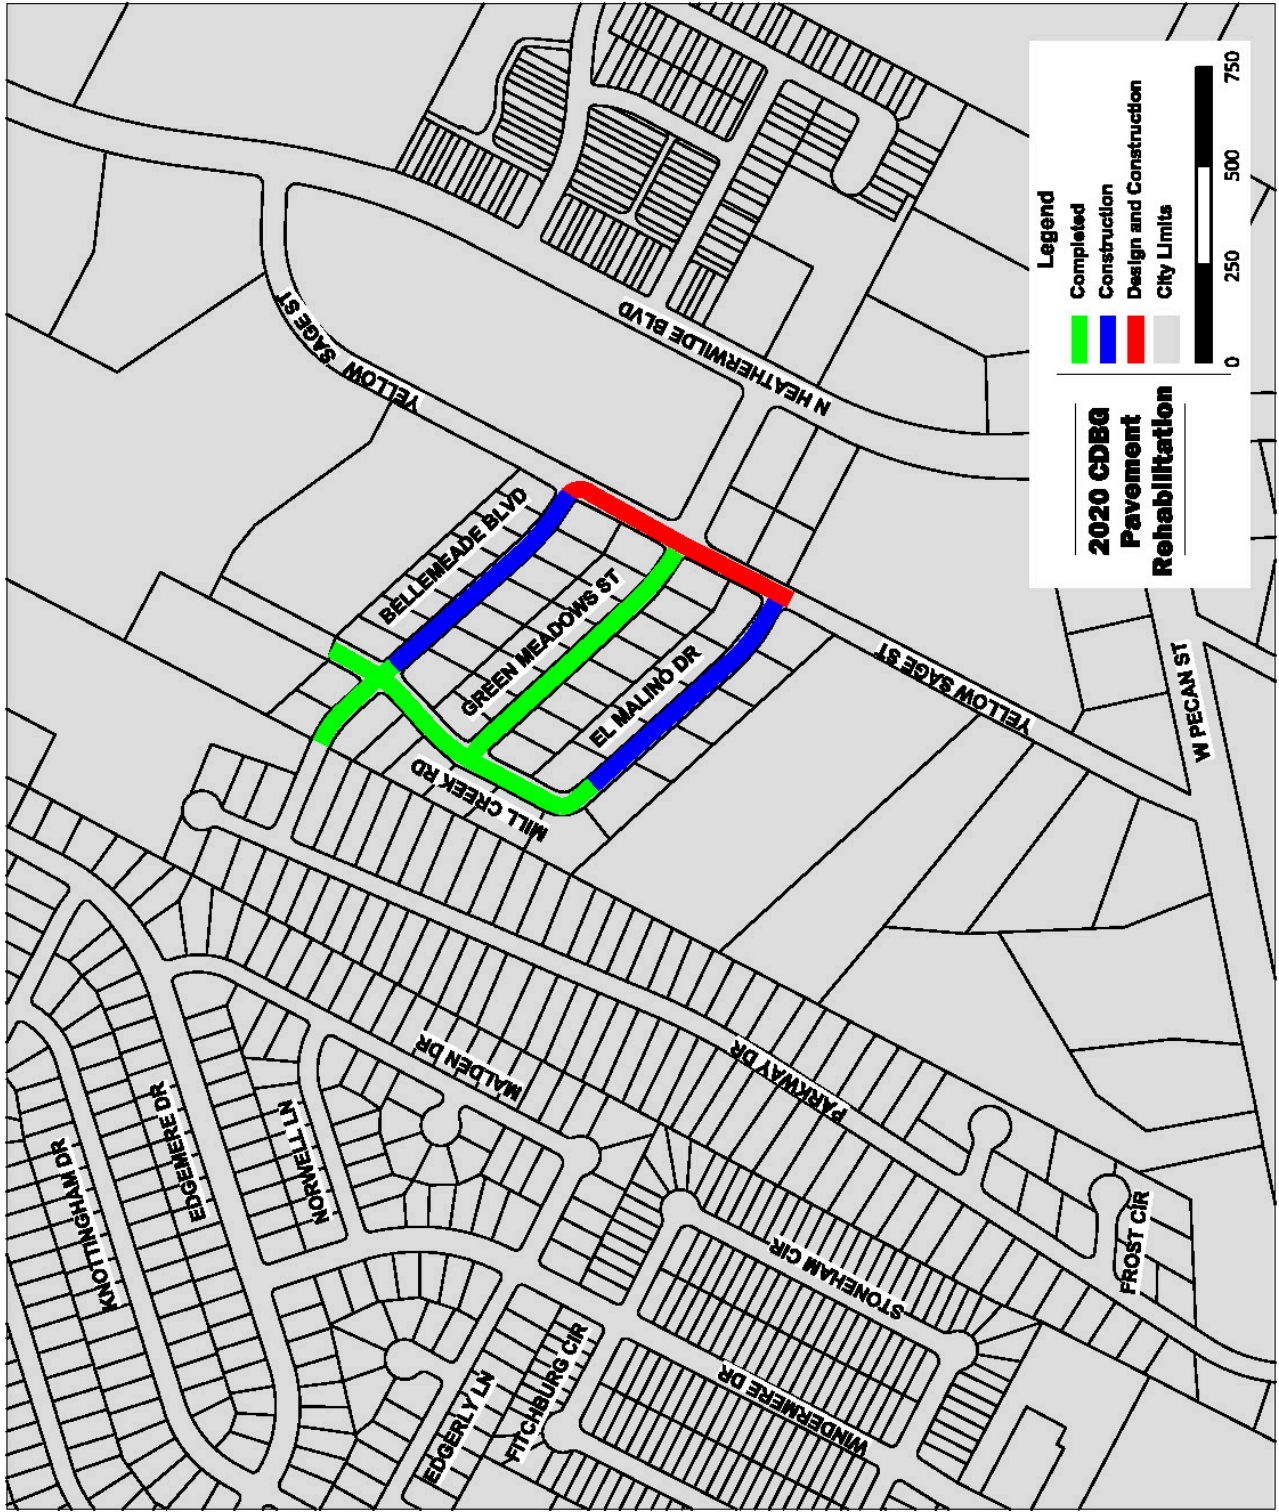 KNOTTINGHAM DR
EDGEMERE DR
NORWELL LN
MALDEN DR
EDGERLY LN
FITCHBURG CIR
WINDERMERE DR
STONEHAM CIR
PARKWAY DR
FROST CIR
MILL CREEK RD
BELLEMEADE BLVD
GREEN MEADOWS ST
EL MALINO DR
YELLOW SAGE ST
YELLOW SAGE ST
N HEATHERWILDE BLVD
W PECAN ST
2020 CDBG
Pavement
Rehabilitation
Legend
Completed
Construction
Design and Construction
City Limits
0 250 500 750